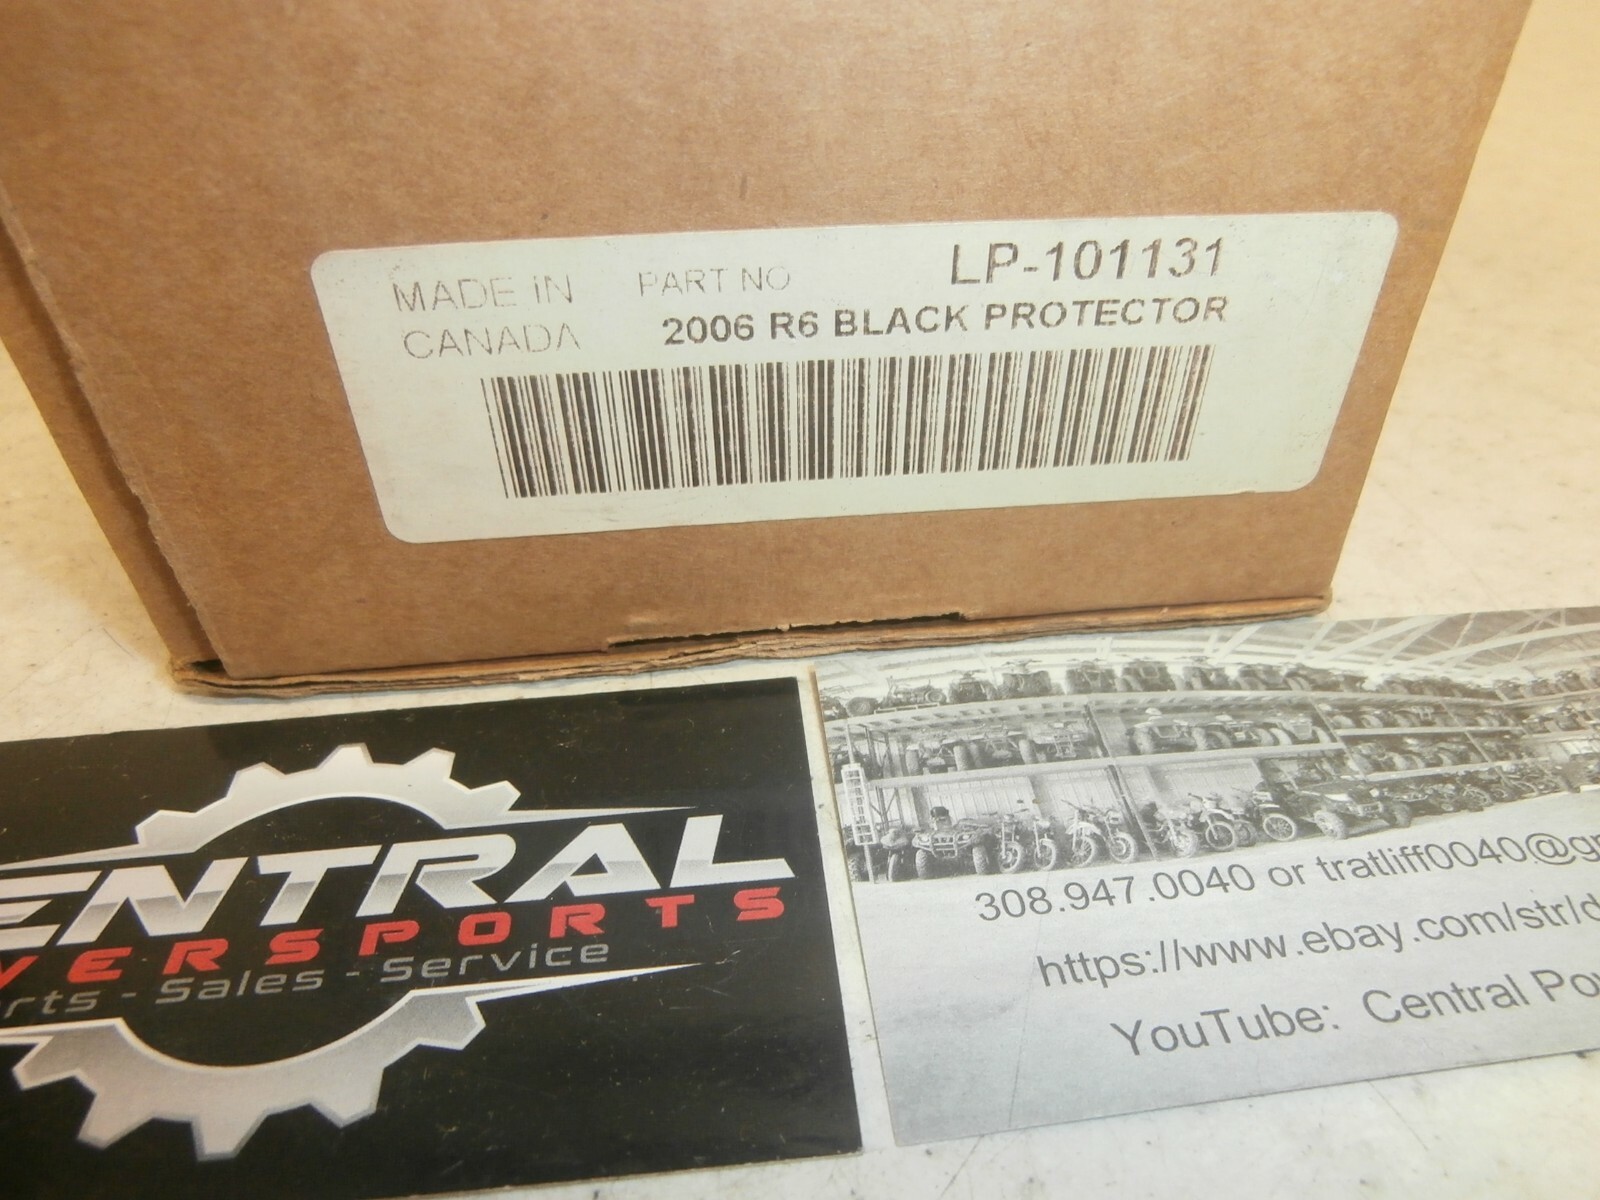 MADE IN
CANADA
PART NO
LP-101131
2006 R6 BLACK PROTECTOR
ENTRAL
VERSPORTS
rts - Sales - Service
308.947.0040 or tratliff0040@g
https://www.ebay.com/str/d
YouTube: Central Po